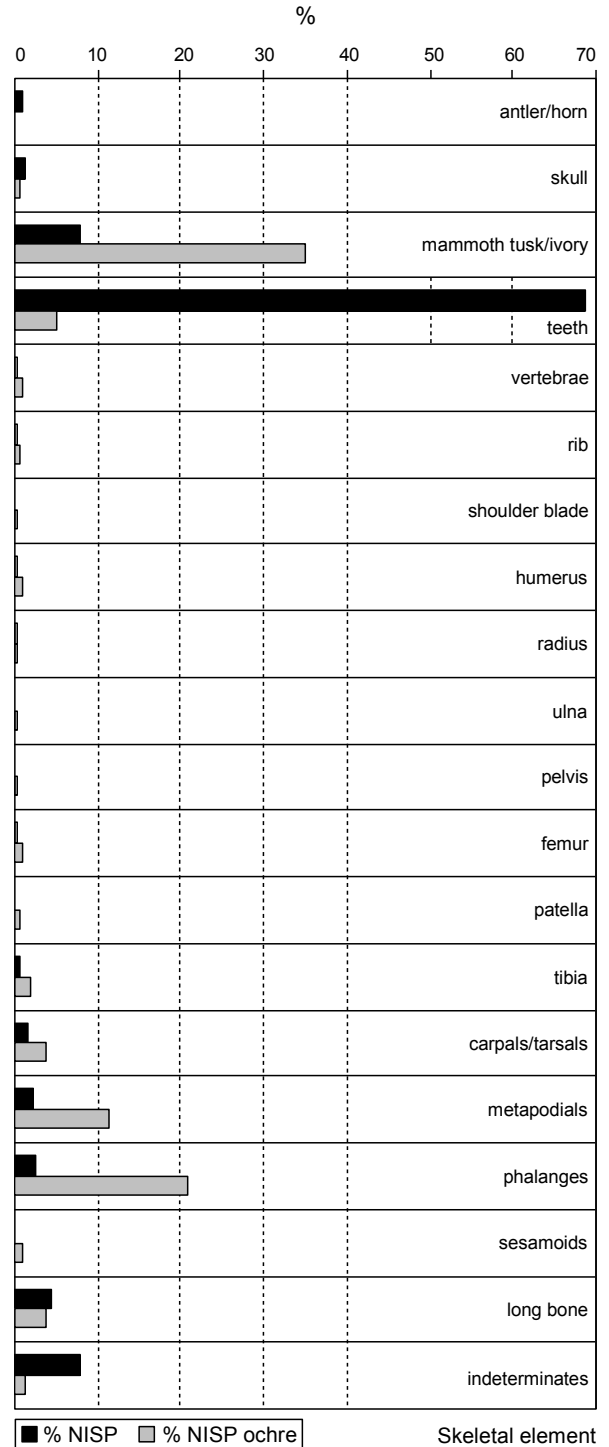 %
0 10 20 30 40 50 60 70
antler/horn
skull
mammoth tusk/ivory
teeth
vertebrae
rib
shoulder blade
humerus
radius
ulna
pelvis
femur
patella
tibia
carpals/tarsals
metapodials
phalanges
sesamoids
long bone
indeterminates
% NISP % NISP ochre Skeletal element